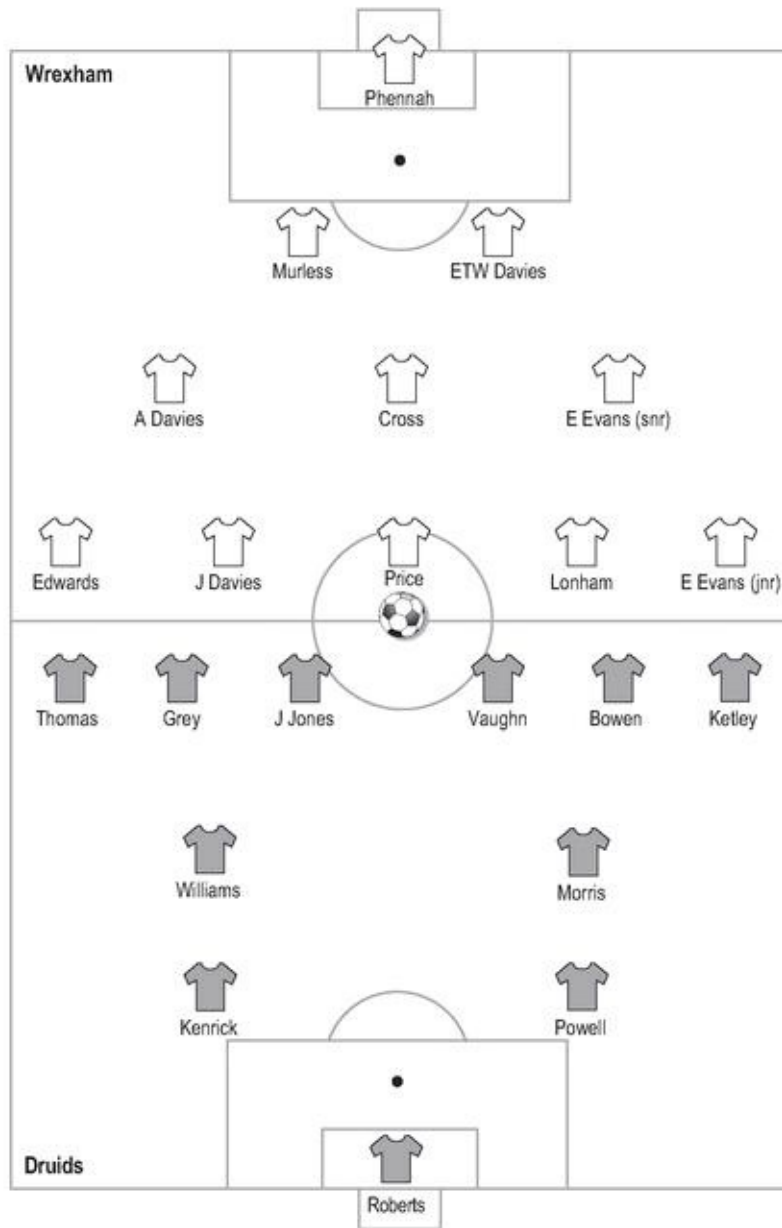 Wrexham
Phennah
Murless ETW Davies
A Davies Cross E Evans (snr)
Edwards J Davies Price Lonham E Evans (jnr)
Thomas Grey J Jones Vaughn Bowen Ketley
Williams Morris
Kenrick Powell
Druids
Roberts